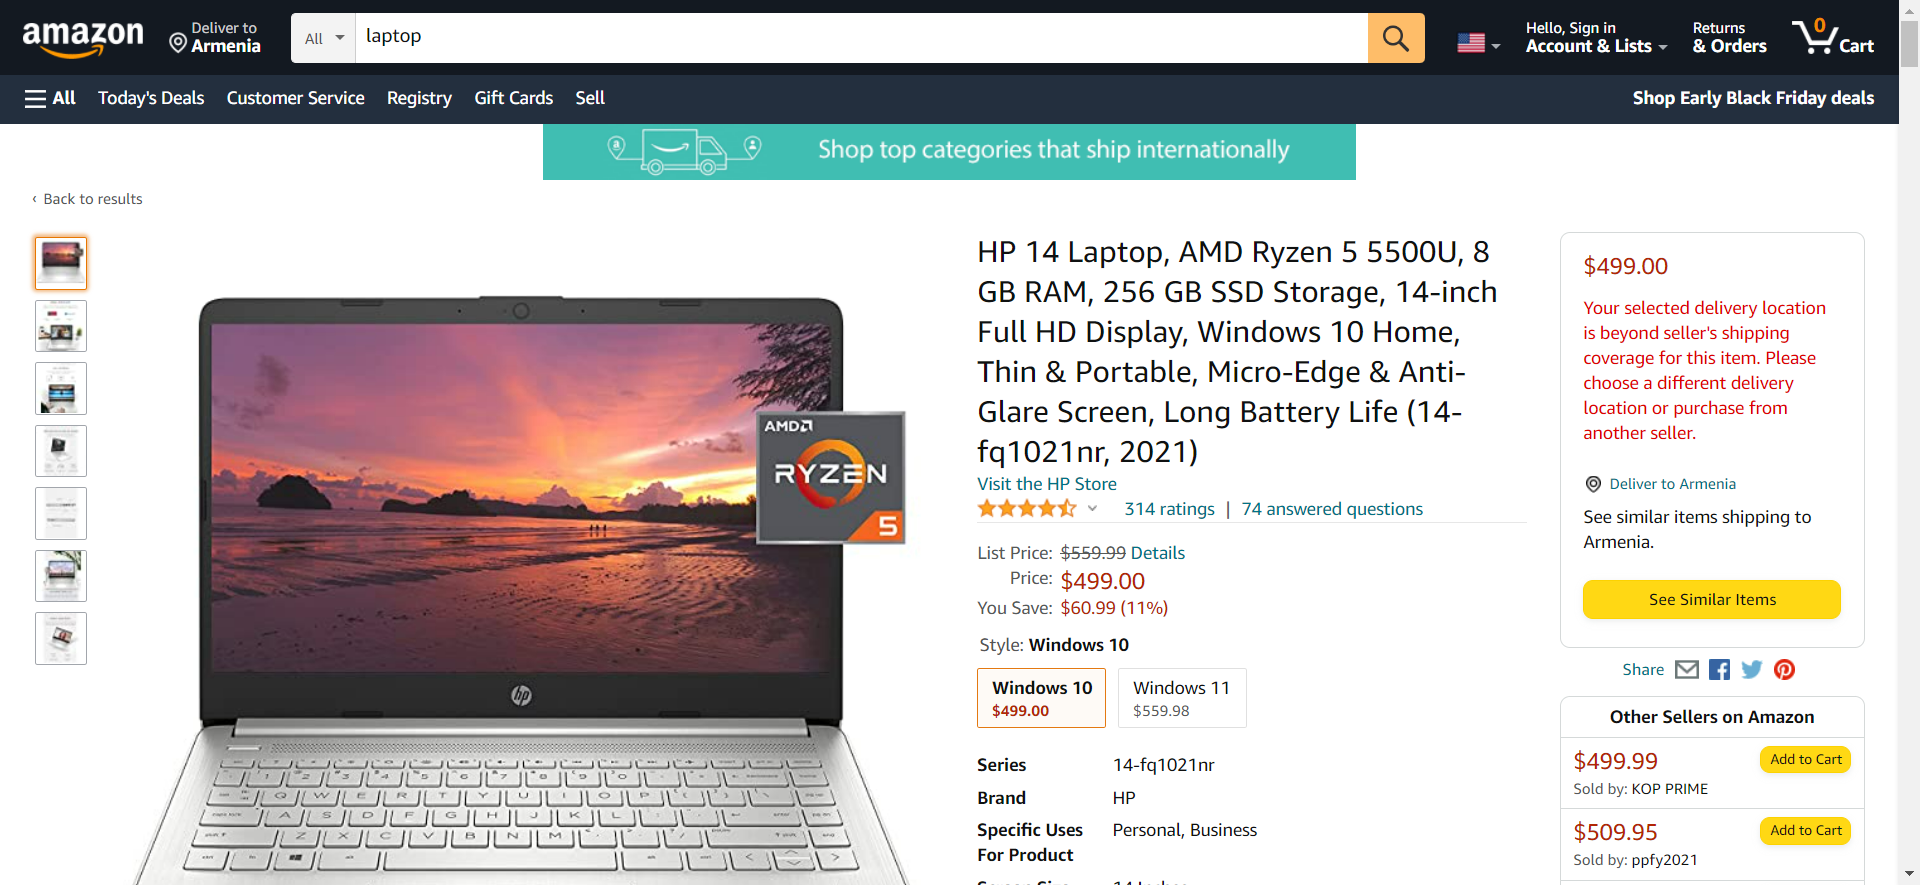 amazon
Deliver to
Armenia
All
laptop
Hello, Sign in
Account & Lists
Returns
& Orders
0
Cart
All
Today's Deals
Customer Service
Registry
Gift Cards
Sell
Shop Early Black Friday deals
Shop top categories that ship internationally
‹ Back to results
AMD
RYZEN
5
hp
HP 14 Laptop, AMD Ryzen 5 5500U, 8
GB RAM, 256 GB SSD Storage, 14-inch
Full HD Display, Windows 10 Home,
Thin & Portable, Micro-Edge & Anti-
Glare Screen, Long Battery Life (14-
fq1021nr, 2021)
Visit the HP Store
314 ratings | 74 answered questions
List Price: $559.99 Details
Price: $499.00
You Save: $60.99 (11%)
Style: Windows 10
Windows 10
$499.00
Windows 11
$559.98
Series 14-fq1021nr
Brand HP
Specific Uses Personal, Business
For Product
$499.00
Your selected delivery location
is beyond seller's shipping
coverage for this item. Please
choose a different delivery
location or purchase from
another seller.
Deliver to Armenia
See similar items shipping to
Armenia.
See Similar Items
Share
Other Sellers on Amazon
$499.99
Add to Cart
Sold by: KOP PRIME
$509.95
Add to Cart
Sold by: ppfy2021